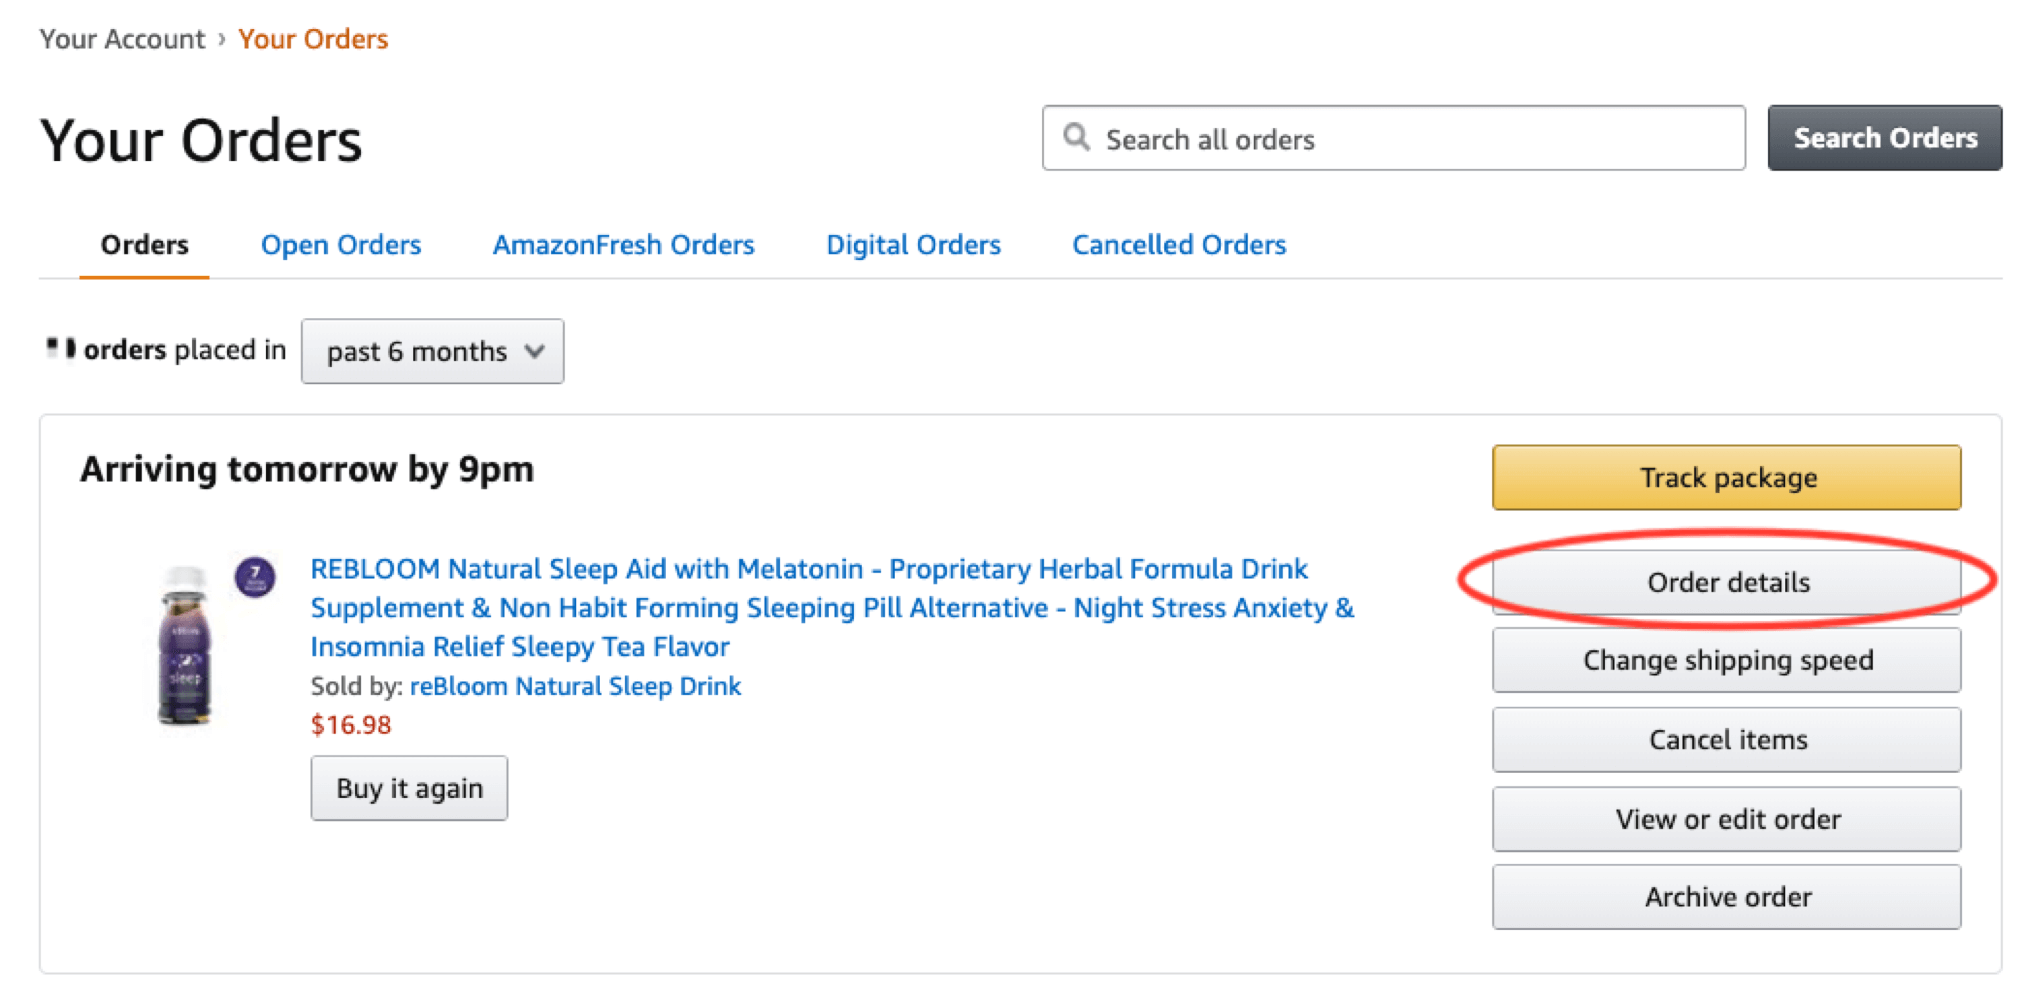 Your Account › Your Orders
Your Orders
Search all orders
Search Orders
Orders
Open Orders
AmazonFresh Orders
Digital Orders
Cancelled Orders
orders placed in
past 6 months
Arriving tomorrow by 9pm
Track package
7
sleep
REBLOOM Natural Sleep Aid with Melatonin - Proprietary Herbal Formula Drink
Supplement & Non Habit Forming Sleeping Pill Alternative - Night Stress Anxiety &
Insomnia Relief Sleepy Tea Flavor
Sold by: reBloom Natural Sleep Drink
$16.98
Buy it again
Order details
Change shipping speed
Cancel items
View or edit order
Archive order